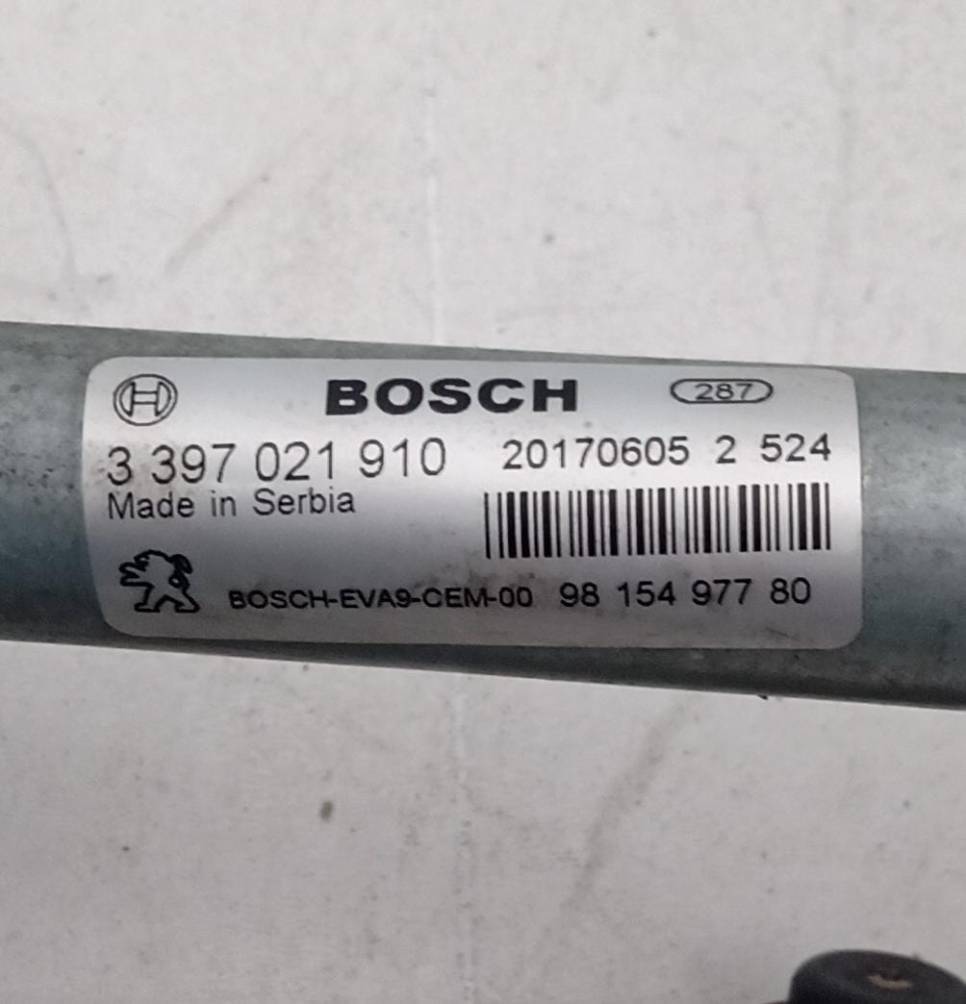 BOSCH 287
3 397 021 910 20170605 2 524
Made in Serbia
BOSCH-EVA9-CEM-00 98 154 977 80